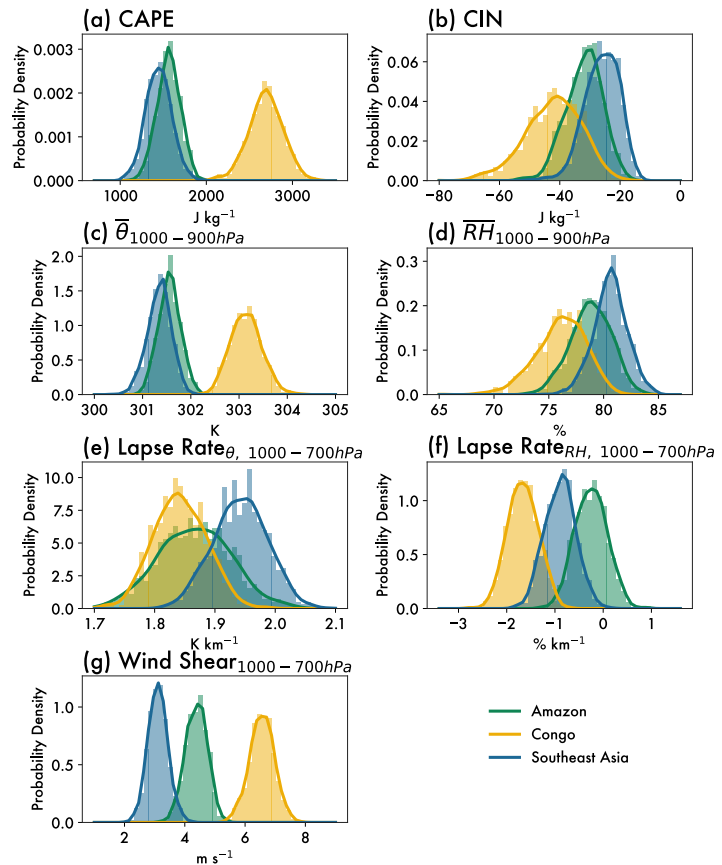 (a) CAPE
Probability Density
0.003
0.002
0.001
0.000
1000 2000 3000
J kg⁻¹
(b) CIN
Probability Density
0.06
0.04
0.02
0.00
−80 −60 −40 −20 0
J kg⁻¹
(c) θ̅1000 − 900hPa
Probability Density
2.0
1.5
1.0
0.5
0.0
300 301 302 303 304 305
K
(d) R̅H̅1000 − 900hPa
Probability Density
0.3
0.2
0.1
0.0
65 70 75 80 85
%
(e) Lapse Rateθ, 1000 − 700hPa
Probability Density
10.0
7.5
5.0
2.5
0.0
1.7 1.8 1.9 2.0 2.1
K km⁻¹
(f) Lapse RateRH, 1000 − 700hPa
Probability Density
1.0
0.5
0.0
−3 −2 −1 0 1
% km⁻¹
(g) Wind Shear1000 − 700hPa
Probability Density
1.0
0.5
0.0
2 4 6 8
m s⁻¹
Amazon
Congo
Southeast Asia